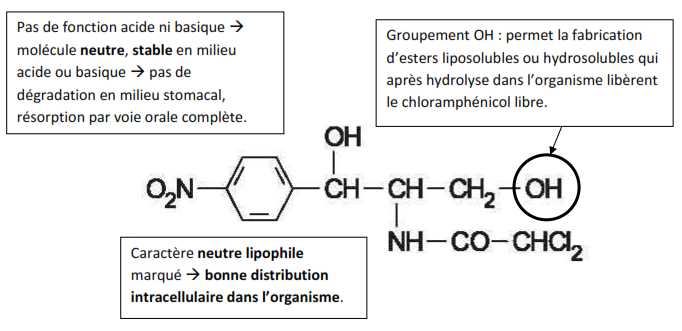 Pas de fonction acide ni basique →
molécule neutre, stable en milieu
acide ou basique → pas de
dégradation en milieu stomacal,
résorption par voie orale complète.
Groupement OH : permet la fabrication
d’esters liposolubles ou hydrosolubles qui
après hydrolyse dans l’organisme libèrent
le chloramphénicol libre.
OH
O₂N
CH
CH
CH₂
OH
NH
CO
CHCl₂
Caractère neutre lipophile
marqué → bonne distribution
intracellulaire dans l’organisme.